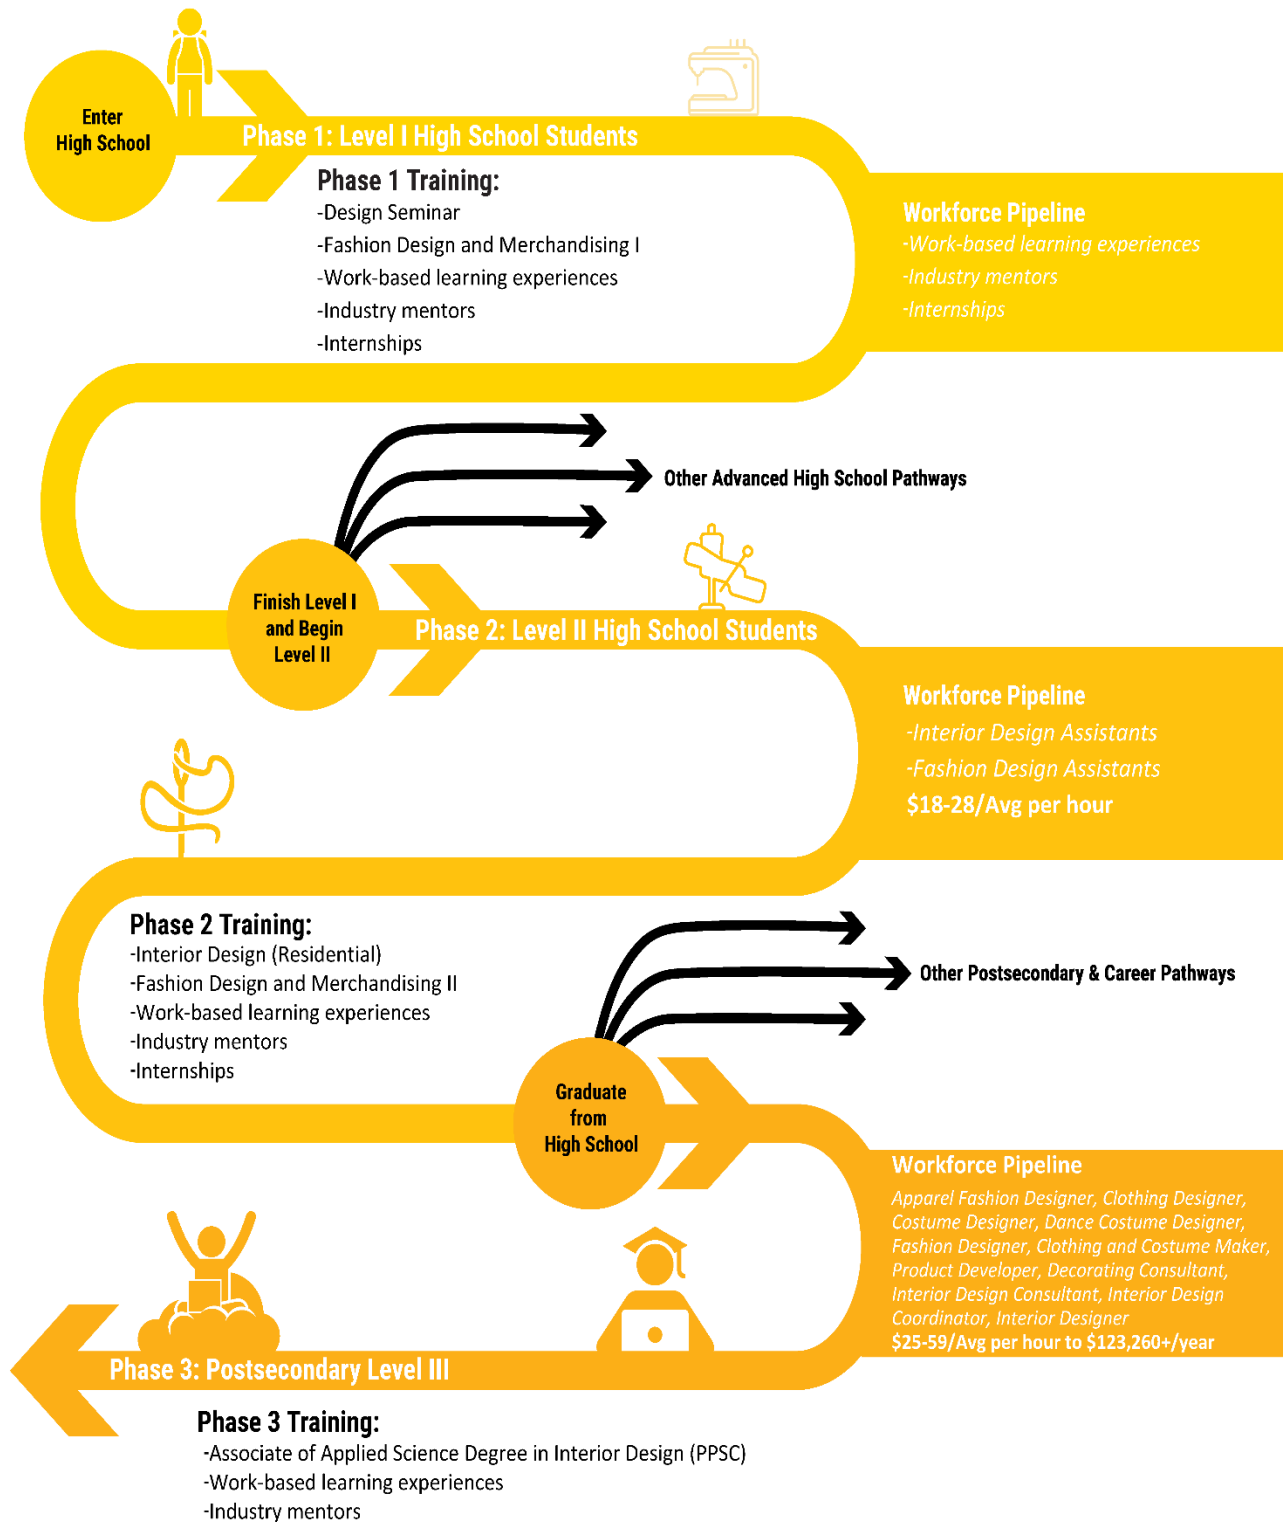 Enter
High School
Phase 1: Level I High School Students
Phase 1 Training:
-Design Seminar
-Fashion Design and Merchandising I
-Work-based learning experiences
-Industry mentors
-Internships
Workforce Pipeline
-Work-based learning experiences
-Industry mentors
-Internships
Other Advanced High School Pathways
Finish Level I
and Begin
Level II
Phase 2: Level II High School Students
Workforce Pipeline
-Interior Design Assistants
-Fashion Design Assistants
$18-28/Avg per hour
Phase 2 Training:
-Interior Design (Residential)
-Fashion Design and Merchandising II
-Work-based learning experiences
-Industry mentors
-Internships
Other Postsecondary & Career Pathways
Graduate
from
High School
Workforce Pipeline
Apparel Fashion Designer, Clothing Designer,
Costume Designer, Dance Costume Designer,
Fashion Designer, Clothing and Costume Maker,
Product Developer, Decorating Consultant,
Interior Design Consultant, Interior Design
Coordinator, Interior Designer
$25-59/Avg per hour to $123,260+/year
Phase 3: Postsecondary Level III
Phase 3 Training:
-Associate of Applied Science Degree in Interior Design (PPSC)
-Work-based learning experiences
-Industry mentors